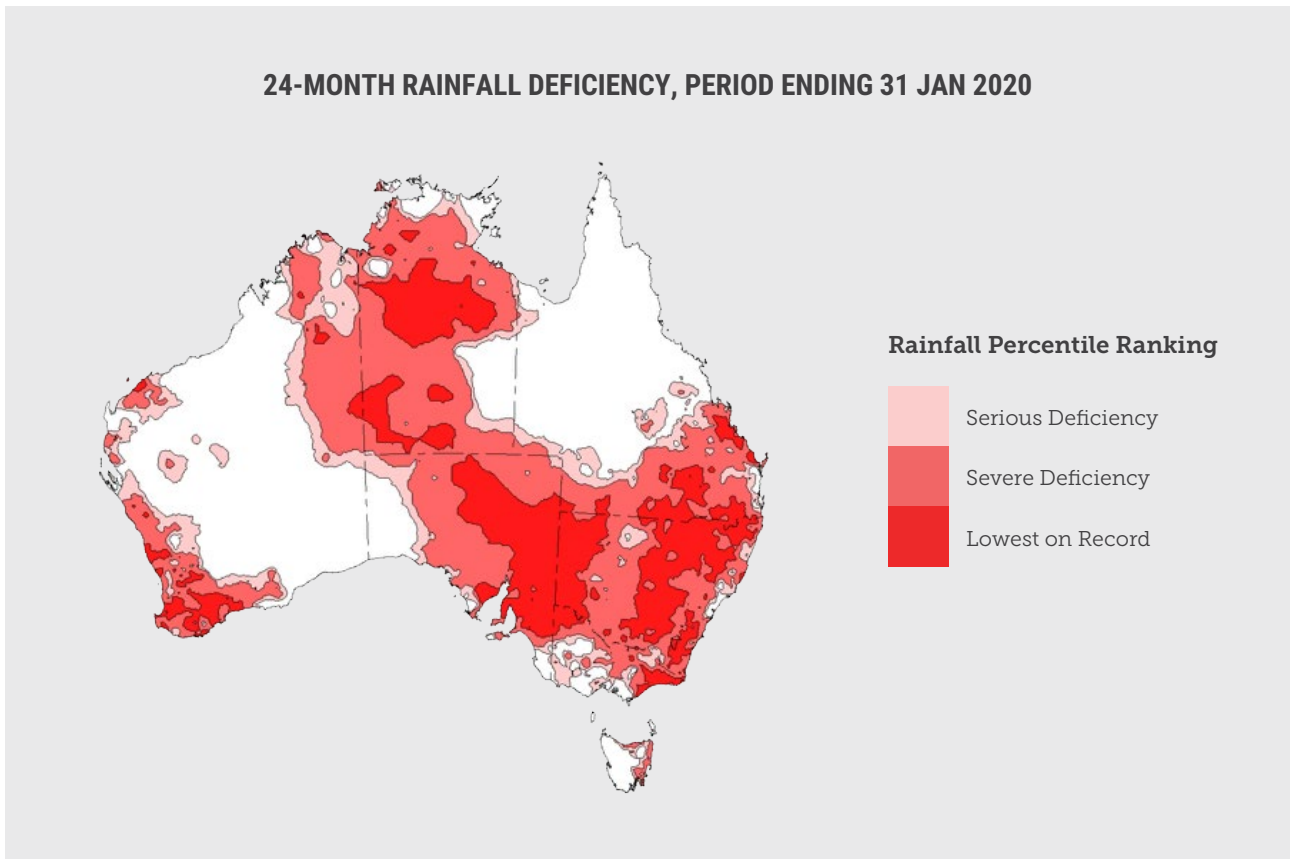 24-MONTH RAINFALL DEFICIENCY, PERIOD ENDING 31 JAN 2020
Rainfall Percentile Ranking
Serious Deficiency
Severe Deficiency
Lowest on Record